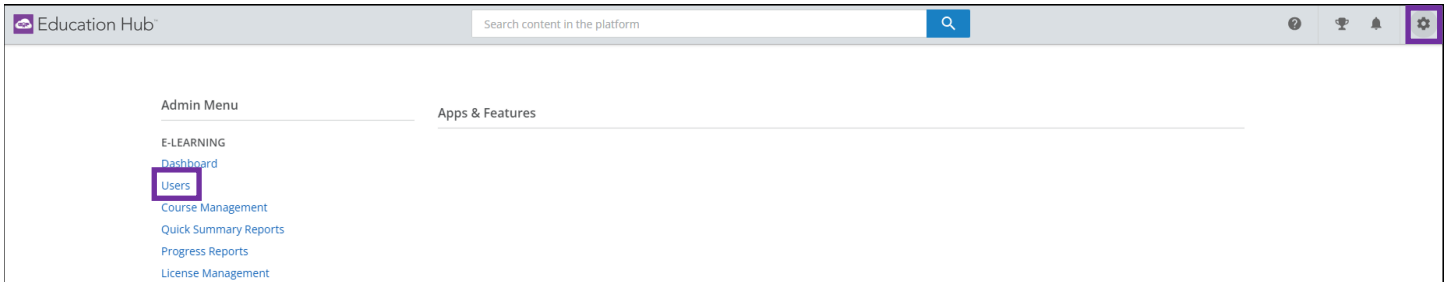 Education Hub™
Search content in the platform
Admin Menu
Apps & Features
E-LEARNING
Dashboard
Users
Course Management
Quick Summary Reports
Progress Reports
License Management